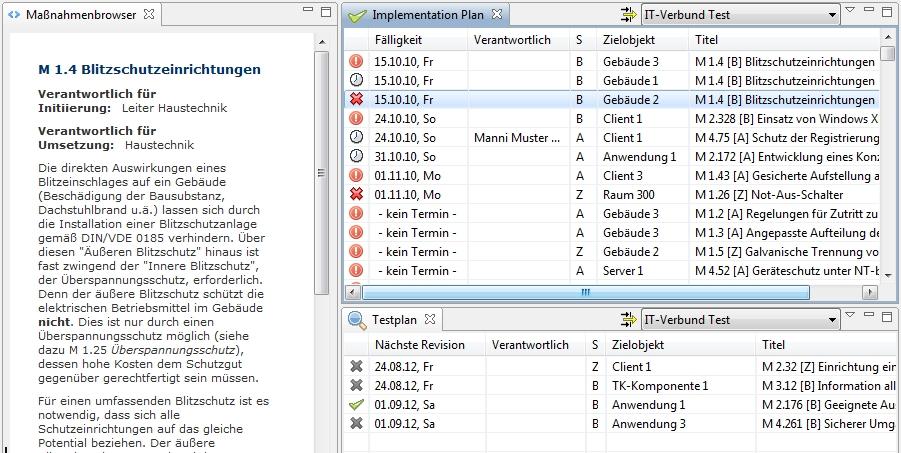 Maßnahmenbrowser
M 1.4 Blitzschutzeinrichtungen
Verantwortlich für
Initiierung: Leiter Haustechnik
Verantwortlich für
Umsetzung: Haustechnik
Die direkten Auswirkungen eines
Blitzeinschlages auf ein Gebäude
(Beschädigung der Bausubstanz,
Dachstuhlbrand u.ä.) lassen sich durch
die Installation einer Blitzschutzanlage
gemäß DIN/VDE 0185 verhindern. Über
diesen "Äußeren Blitzschutz" hinaus ist
fast zwingend der "Innere Blitzschutz",
der Überspannungsschutz, erforderlich.
Denn der äußere Blitzschutz schützt die
elektrischen Betriebsmittel im Gebäude
nicht. Dies ist nur durch einen
Überspannungsschutz möglich (siehe
dazu M 1.25 Überspannungsschutz),
dessen hohe Kosten dem Schutzgut
gegenüber gerechtfertigt sein müssen.
Für einen umfassenden Blitzschutz ist es
notwendig, dass sich alle
Schutzeinrichtungen auf das gleiche
Potential beziehen. Der äußere
Implementation Plan IT-Verbund Test
Fälligkeit Verantwortlich S Zielobjekt Titel
15.10.10, Fr B Gebäude 3 M 1.4 [B] Blitzschutzeinrichtungen
15.10.10, Fr B Gebäude 1 M 1.4 [B] Blitzschutzeinrichtungen
15.10.10, Fr B Gebäude 2 M 1.4 [B] Blitzschutzeinrichtungen
24.10.10, So B Client 1 M 2.328 [B] Einsatz von Windows X
24.10.10, So Manni Muster ... A Client 1 M 4.75 [A] Schutz der Registrierung
31.10.10, So A Anwendung 1 M 2.172 [A] Entwicklung eines Konz
01.11.10, Mo A Client 3 M 1.43 [A] Gesicherte Aufstellung a
01.11.10, Mo Z Raum 300 M 1.26 [Z] Not-Aus-Schalter
- kein Termin - A Gebäude 3 M 1.2 [A] Regelungen für Zutritt zu
- kein Termin - A Gebäude 3 M 1.3 [A] Angepasste Aufteilung de
- kein Termin - Z Gebäude 2 M 1.5 [Z] Galvanische Trennung vo
- kein Termin - A Server 1 M 4.52 [A] Geräteschutz unter NT-b
Testplan IT-Verbund Test
Nächste Revision Verantwortlich S Zielobjekt Titel
24.08.12, Fr Z Client 1 M 2.32 [Z] Einrichtung ein
24.08.12, Fr B TK-Komponente 1 M 3.12 [B] Information all
01.09.12, Sa B Anwendung 1 M 2.176 [B] Geeignete Au
01.09.12, Sa B Anwendung 3 M 4.261 [B] Sicherer Umg